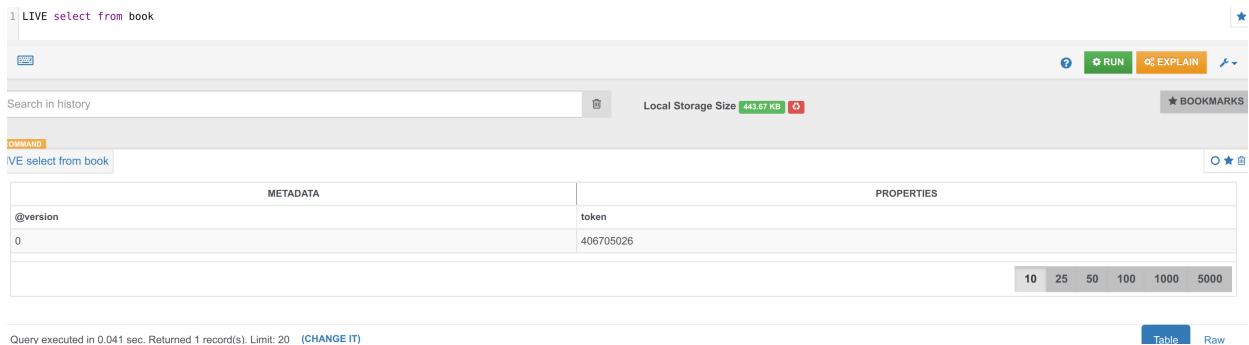 1 LIVE select from book
RUN EXPLAIN
Search in history Local Storage Size 443.67 KB BOOKMARKS
COMMAND
IVE select from book
METADATA PROPERTIES
@version token
0 406705026
10 25 50 100 1000 5000
Query executed in 0.041 sec. Returned 1 record(s). Limit: 20 (CHANGE IT) Table Raw